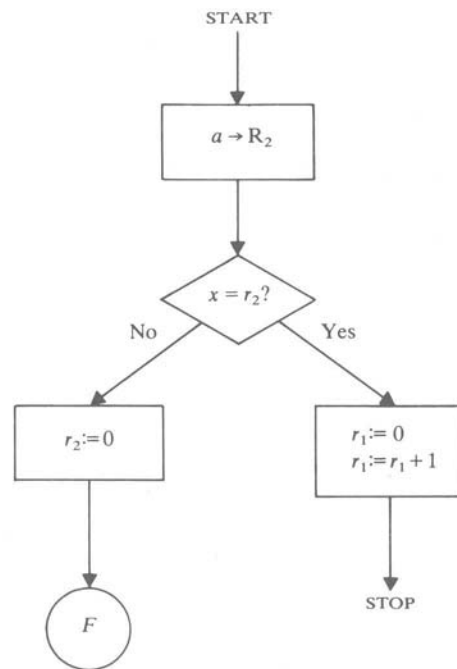 START
a → R₂
x = r₂?
No
Yes
r₂:=0
r₁:=0
r₁:=r₁+1
F
STOP